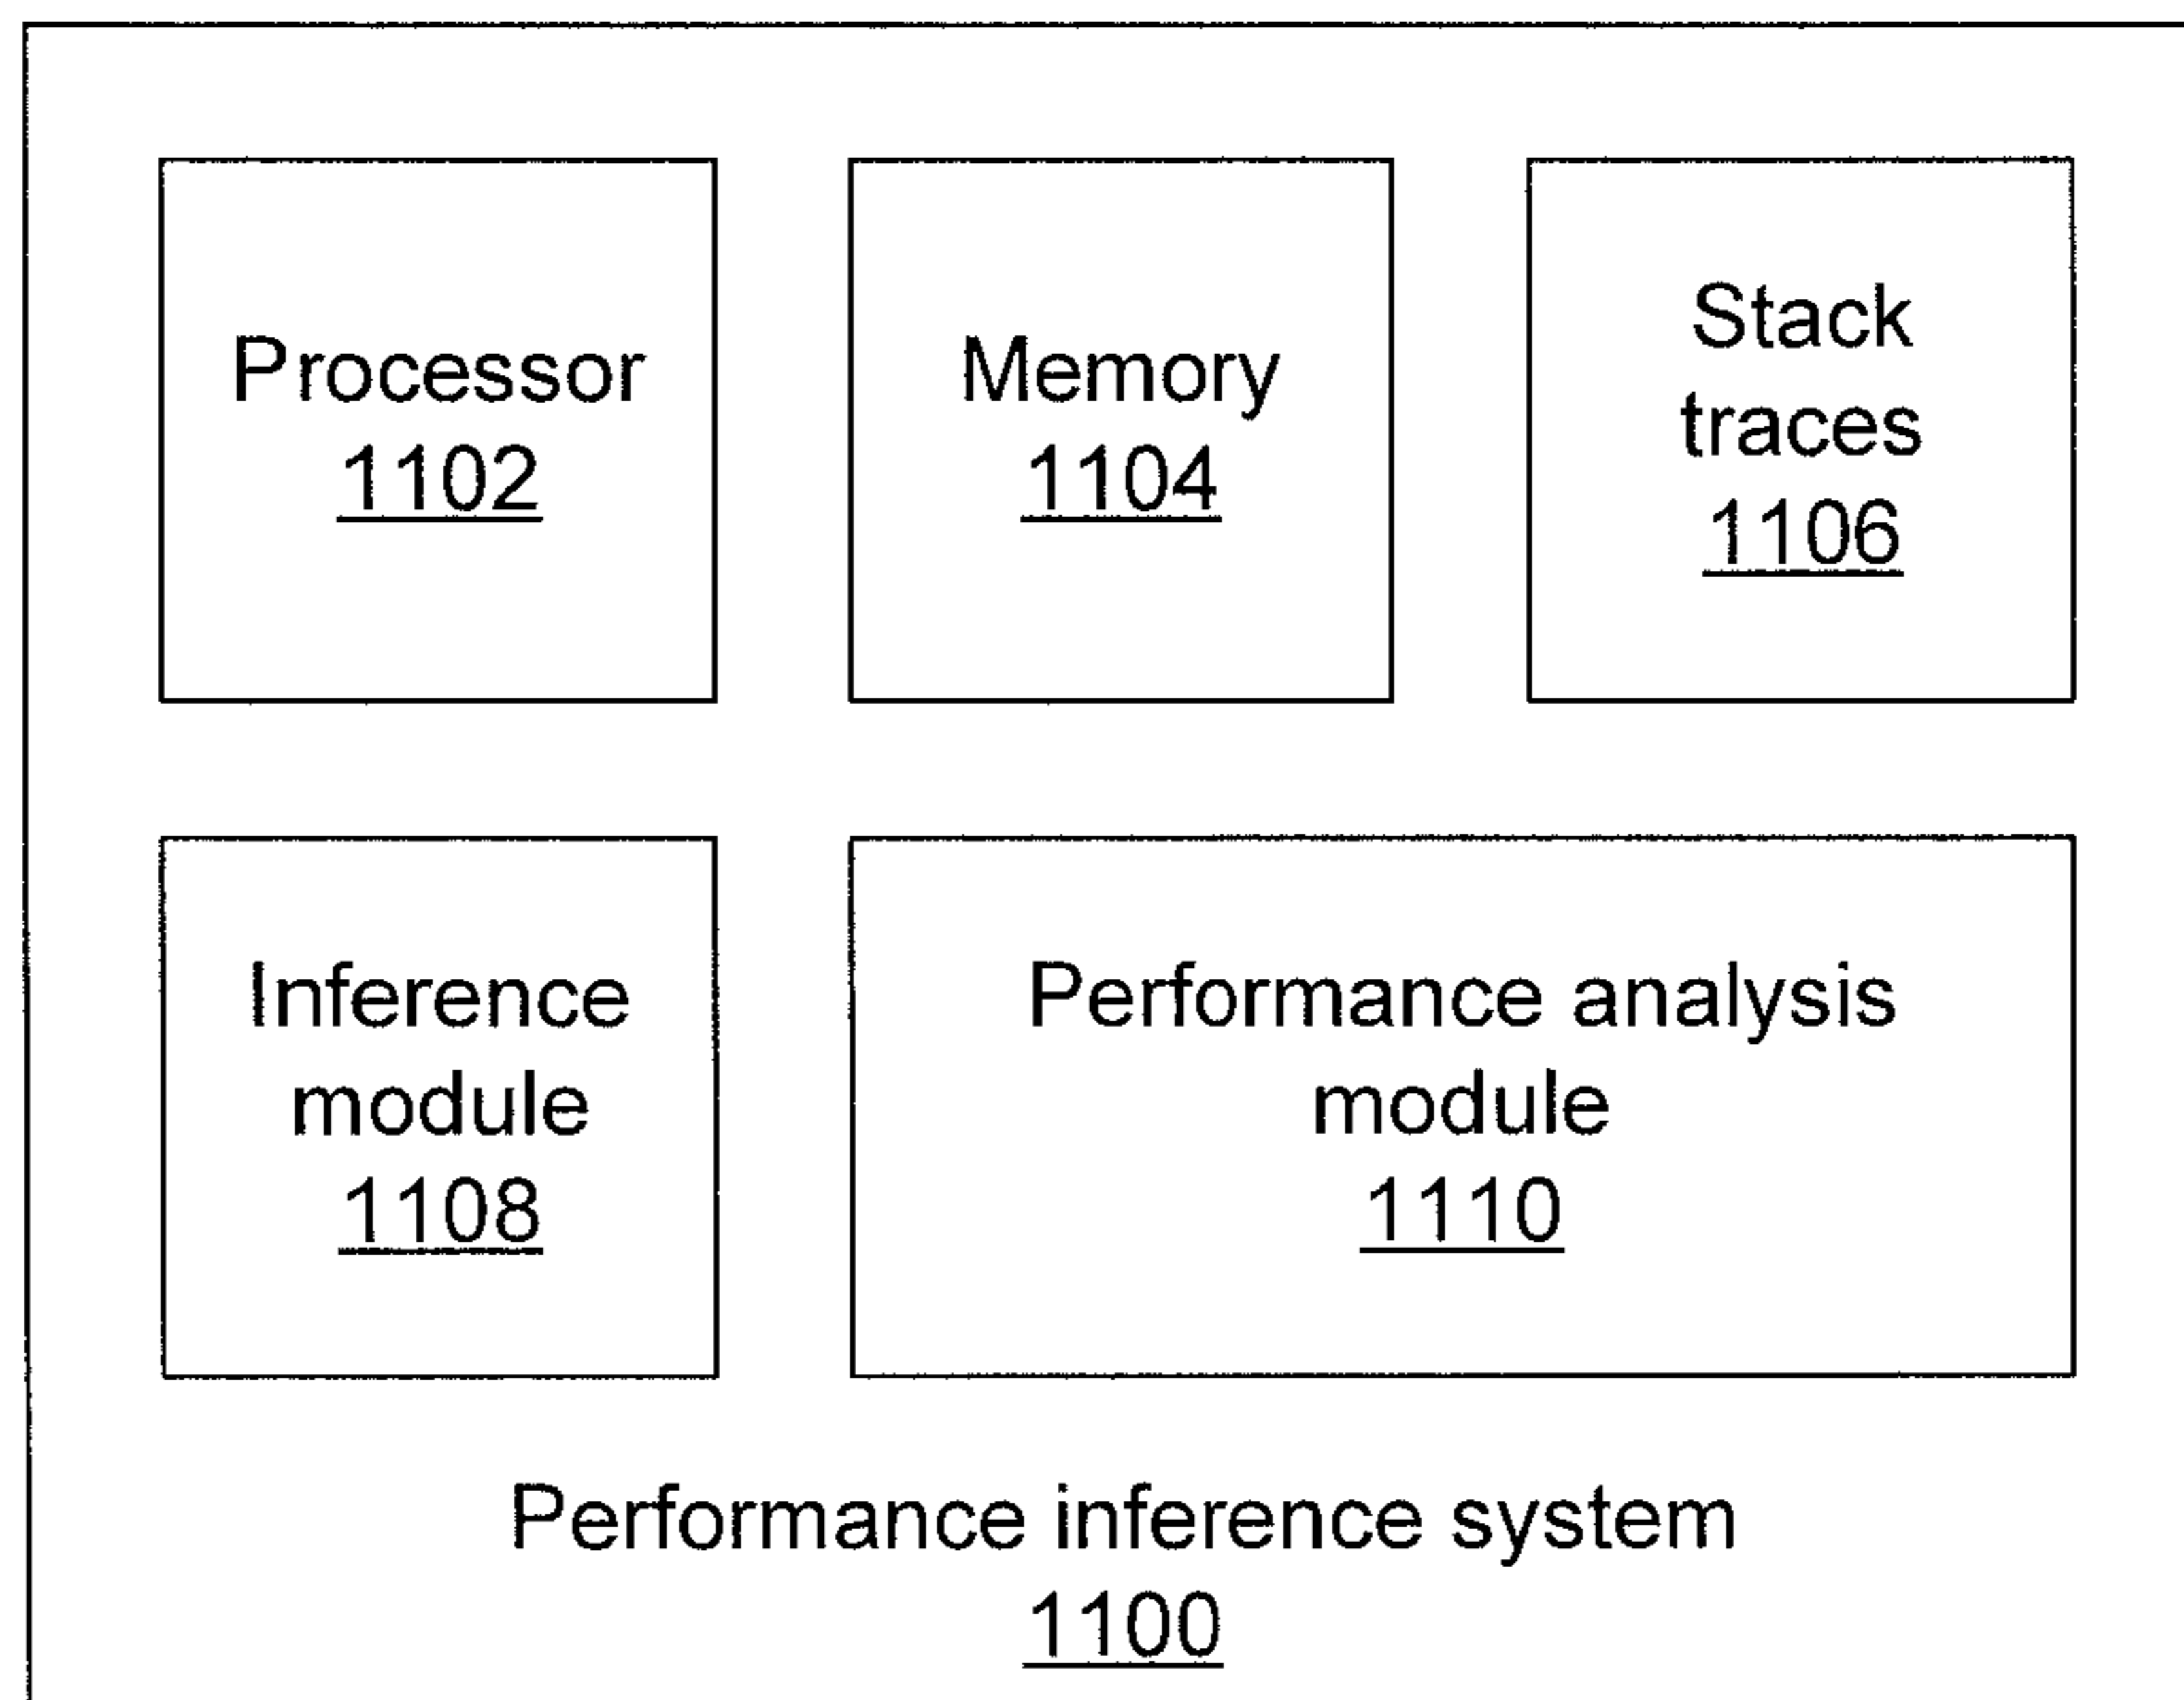 Processor
1102
Memory
1104
Stack
traces
1106
Inference
module
1108
Performance analysis
module
1110
Performance inference system
1100